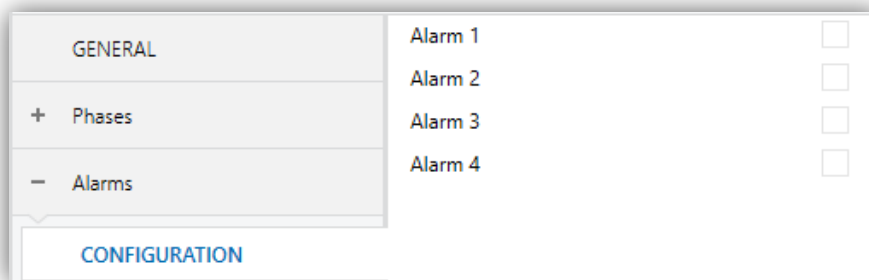 GENERAL
+ Phases
− Alarms
CONFIGURATION
Alarm 1
Alarm 2
Alarm 3
Alarm 4